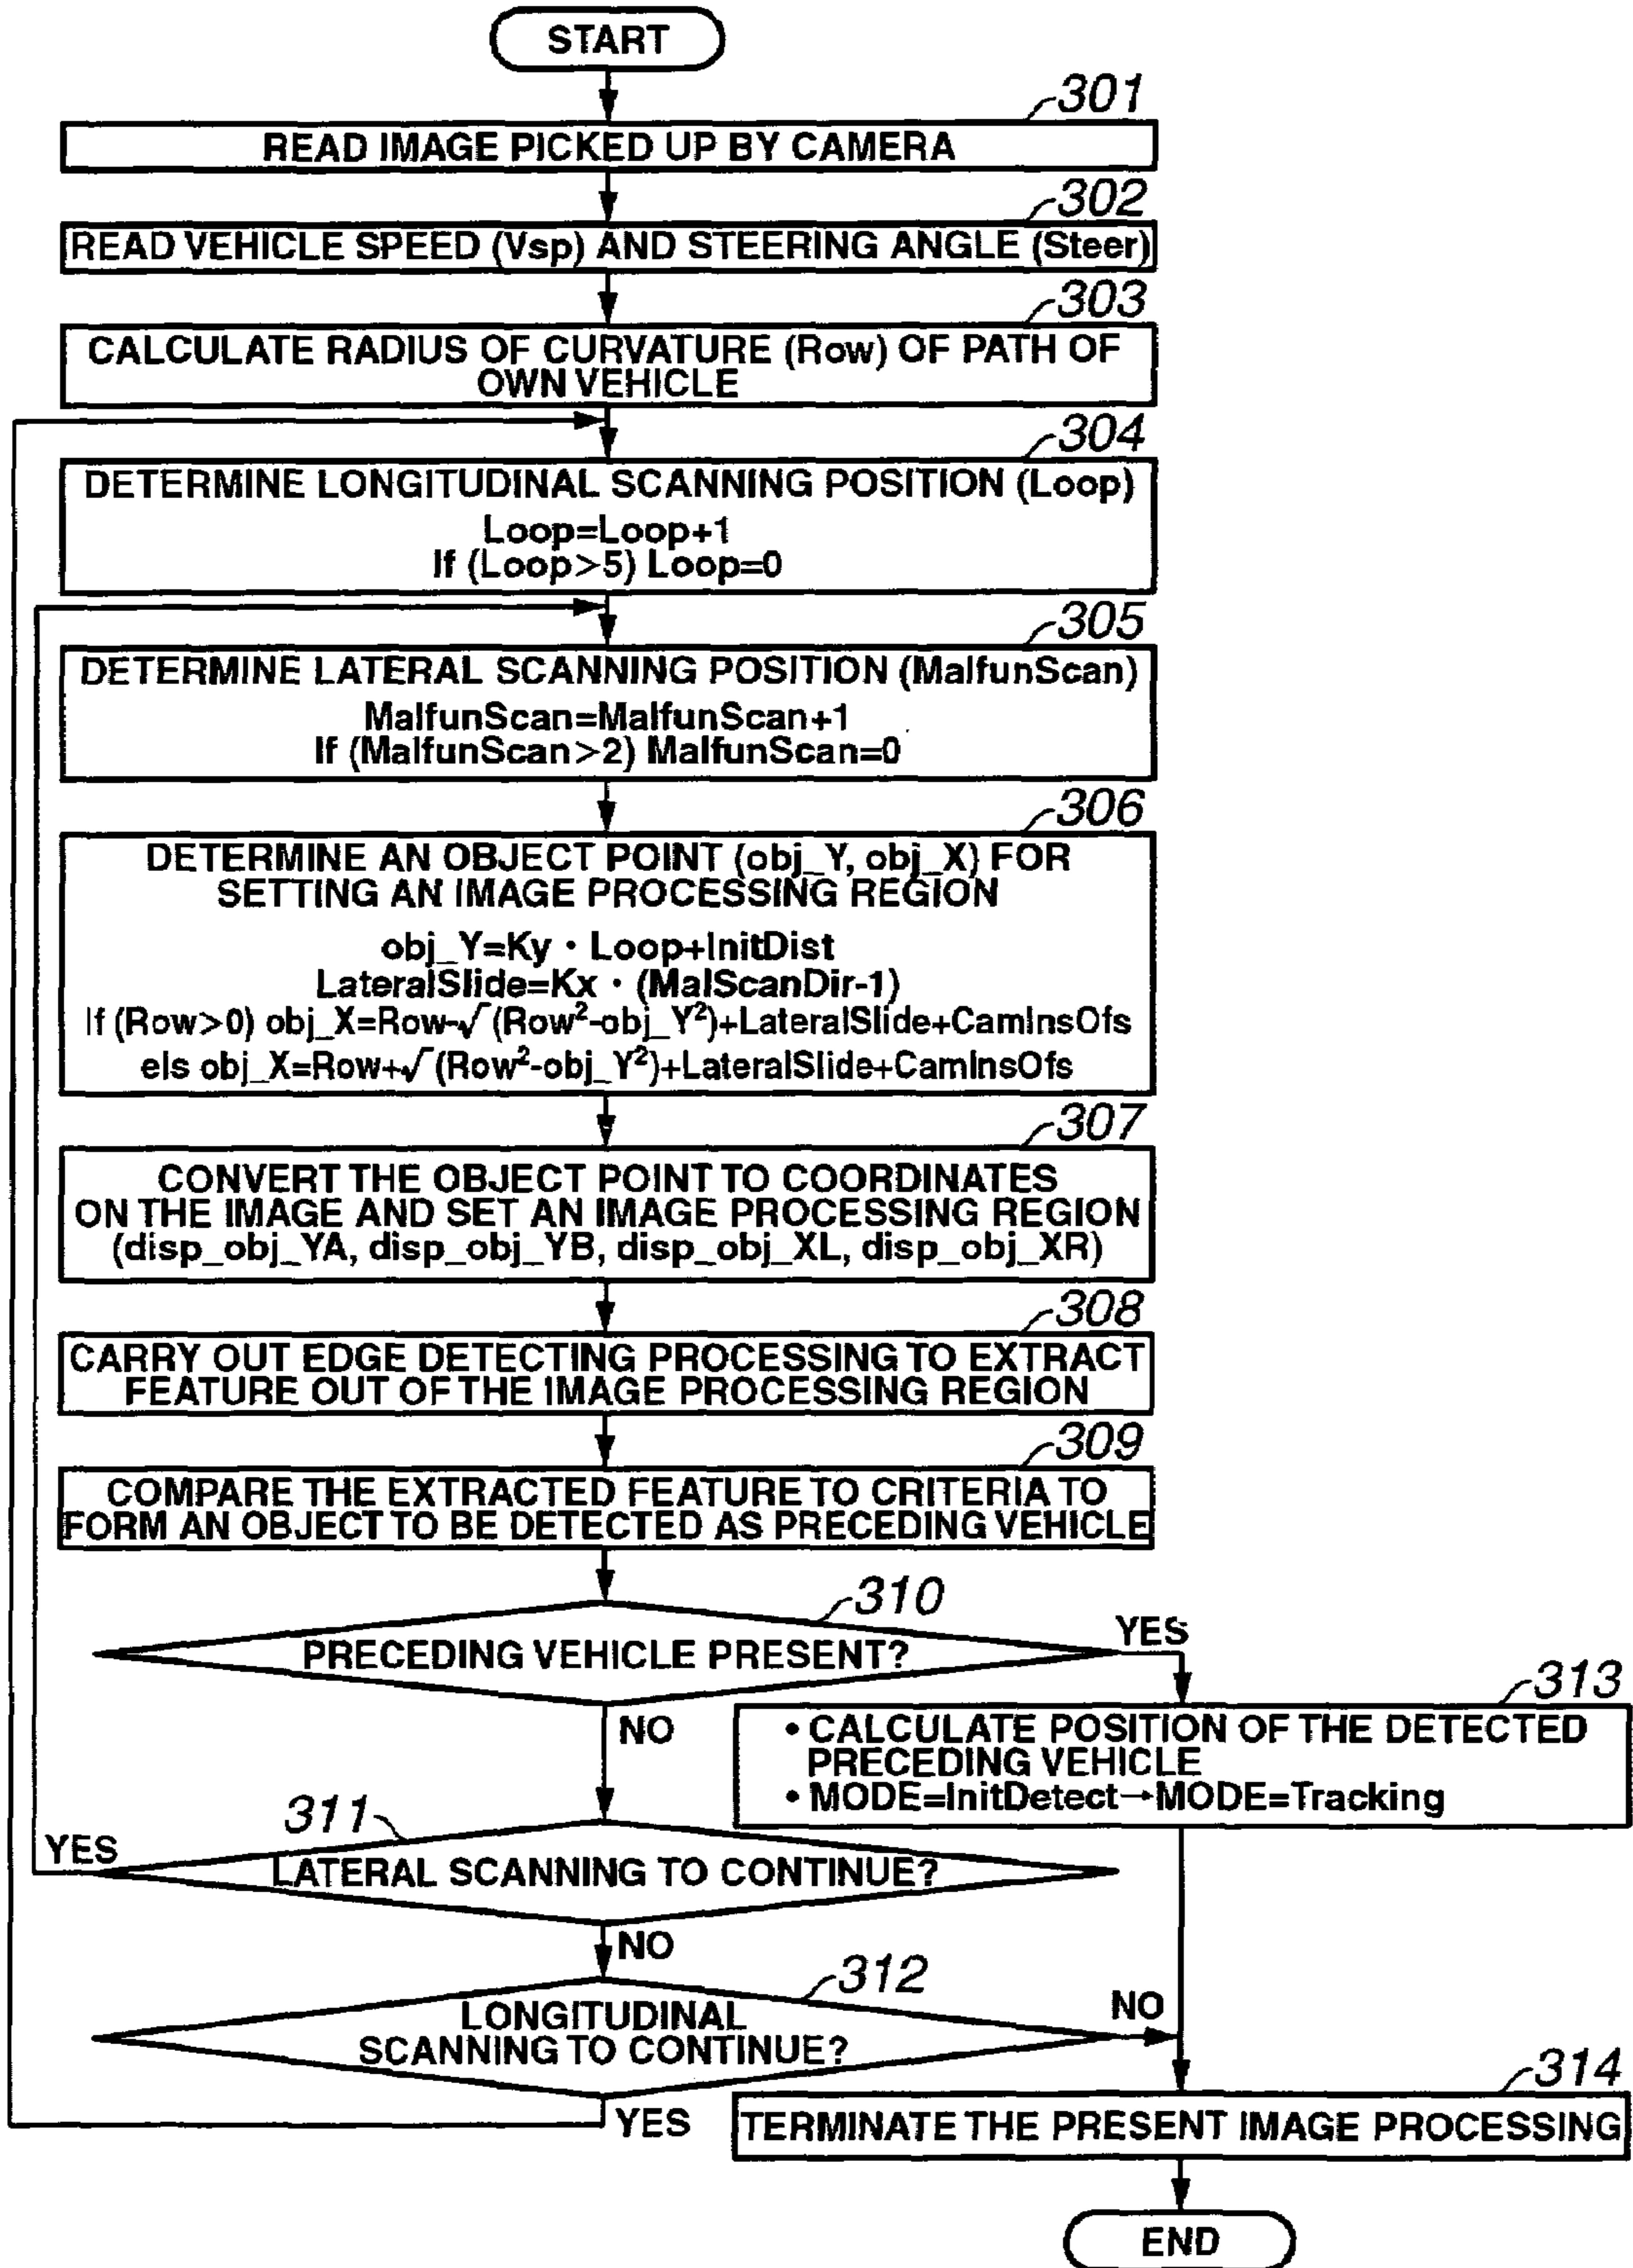 START
301
READ IMAGE PICKED UP BY CAMERA
302
READ VEHICLE SPEED (Vsp) AND STEERING ANGLE (Steer)
303
CALCULATE RADIUS OF CURVATURE (Row) OF PATH OF
OWN VEHICLE
304
DETERMINE LONGITUDINAL SCANNING POSITION (Loop)
Loop=Loop+1
If (Loop>5) Loop=0
305
DETERMINE LATERAL SCANNING POSITION (MalfunScan)
MalfunScan=MalfunScan+1
If (MalfunScan>2) MalfunScan=0
306
DETERMINE AN OBJECT POINT (obj_Y, obj_X) FOR
SETTING AN IMAGE PROCESSING REGION
obj_Y=Ky · Loop+InitDist
LateralSlide=Kx · (MalScanDir-1)
If (Row>0) obj_X=Row-√(Row²-obj_Y²)+LateralSlide+CamInsOfs
els obj_X=Row+√(Row²-obj_Y²)+LateralSlide+CamInsOfs
307
CONVERT THE OBJECT POINT TO COORDINATES
ON THE IMAGE AND SET AN IMAGE PROCESSING REGION
(disp_obj_YA, disp_obj_YB, disp_obj_XL, disp_obj_XR)
308
CARRY OUT EDGE DETECTING PROCESSING TO EXTRACT
FEATURE OUT OF THE IMAGE PROCESSING REGION
309
COMPARE THE EXTRACTED FEATURE TO CRITERIA TO
FORM AN OBJECT TO BE DETECTED AS PRECEDING VEHICLE
310
PRECEDING VEHICLE PRESENT?
YES
NO
313
• CALCULATE POSITION OF THE DETECTED
PRECEDING VEHICLE
• MODE=InitDetect→MODE=Tracking
311
YES
LATERAL SCANNING TO CONTINUE?
NO
312
LONGITUDINAL
SCANNING TO CONTINUE?
NO
YES
314
TERMINATE THE PRESENT IMAGE PROCESSING
END